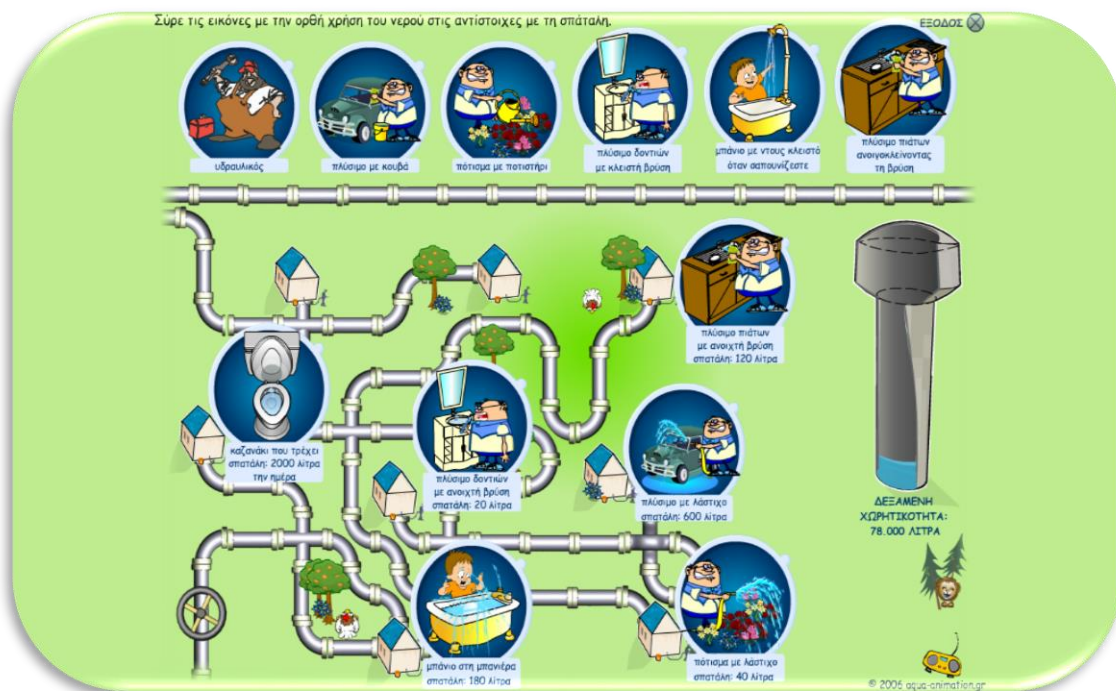 Σύρε τις εικόνες με την ορθή χρήση του νερού στις αντίστοιχες με τη σπατάλη.
ΕΞΟΔΟΣ
υδραυλικός
πλύσιμο με κουβά
πότισμα με ποτιστήρι
πλύσιμο δοντιών
με κλειστή βρύση
μπάνιο με ντους κλειστό
όταν σαπουνίζεστε
πλύσιμο πιάτων
ανοιγοκλείνοντας
τη βρύση
πλύσιμο πιάτων
με ανοιχτή βρύση
σπατάλη: 120 λίτρα
καζανάκι που τρέχει
σπατάλη: 2000 λίτρα
την ημέρα
πλύσιμο δοντιών
με ανοιχτή βρύση
σπατάλη: 20 λίτρα
πλύσιμο με λάστιχο
σπατάλη: 600 λίτρα
ΔΕΞΑΜΕΝΗ
ΧΩΡΗΤΙΚΟΤΗΤΑ:
78.000 ΛΙΤΡΑ
μπάνιο στη μπανιέρα
σπατάλη: 180 λίτρα
πότισμα με λάστιχο
σπατάλη: 40 λίτρα
© 2005 aqua-animation.gr